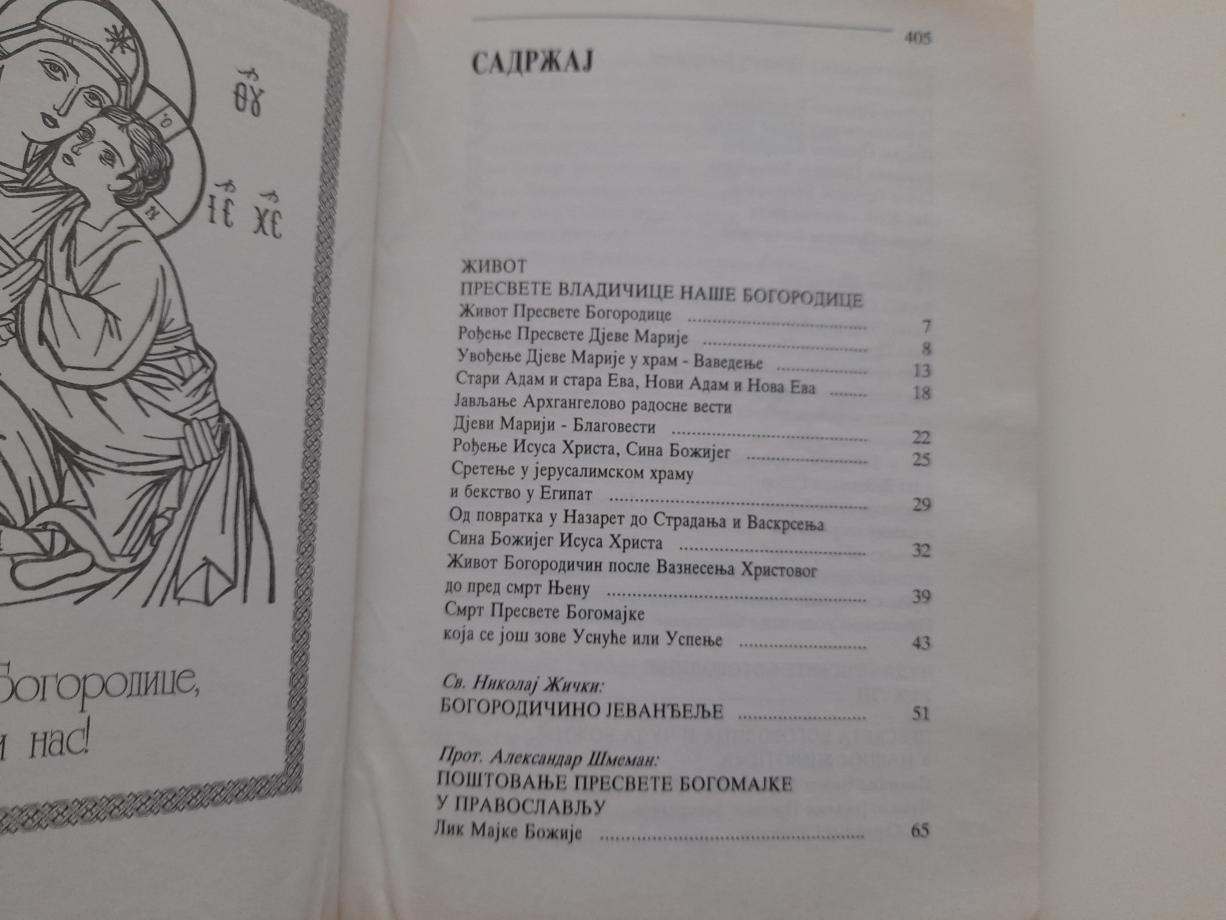 ѲУ
ІС ХС
О
N
Богородице,
нас!
405
САДРЖАЈ
ЖИВОТ
ПРЕСВЕТЕ ВЛАДИЧИЦЕ НАШЕ БОГОРОДИЦЕ
Живот Пресвете Богородице ........................ 7
Рођење Пресвете Дјеве Марије ........................ 8
Увођење Дјеве Марије у храм - Ваведење ............ 13
Стари Адам и стара Ева, Нови Адам и Нова Ева ...... 18
Јављање Архангелово радосне вести
Дјеви Марији - Благовести ........................ 22
Рођење Исуса Христа, Сина Божијег ................ 25
Сретење у јерусалимском храму
и бекство у Египат ........................ 29
Од повратка у Назарет до Страдања и Васкрсења
Сина Божијег Исуса Христа ........................ 32
Живот Богородичин после Вазнесења Христовог
до пред смрт Њену ........................ 39
Смрт Пресвете Богомајке
која се још зове Уснуће или Успење ................ 43
Св. Николај Жички:
БОГОРОДИЧИНО ЈЕВАНЂЕЉЕ ................ 51
Прот. Александар Шмеман:
ПОШТОВАЊЕ ПРЕСВЕТЕ БОГОМАЈКЕ
У ПРАВОСЛАВЉУ
Лик Мајке Божије ........................ 65